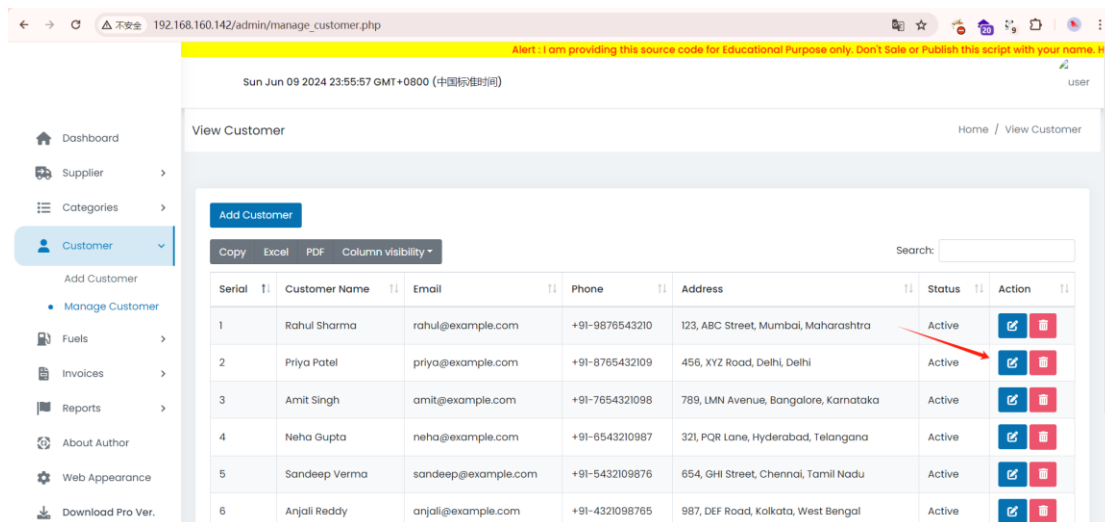 不安全 192.168.160.142/admin/manage_customer.php
20
9
Alert : I am providing this source code for Educational Purpose only. Don't Sale or Publish this script with your name. H
Sun Jun 09 2024 23:55:57 GMT+0800 (中国标准时间)
user
View Customer
Home / View Customer
Dashboard
Supplier
Categories
Customer
Add Customer
Manage Customer
Fuels
Invoices
Reports
About Author
Web Appearance
Download Pro Ver.
Add Customer
Copy Excel PDF Column visibility
Search:
Serial Customer Name Email Phone Address Status Action
1 Rahul Sharma rahul@example.com +91-9876543210 123, ABC Street, Mumbai, Maharashtra Active
2 Priya Patel priya@example.com +91-8765432109 456, XYZ Road, Delhi, Delhi Active
3 Amit Singh amit@example.com +91-7654321098 789, LMN Avenue, Bangalore, Karnataka Active
4 Neha Gupta neha@example.com +91-6543210987 321, PQR Lane, Hyderabad, Telangana Active
5 Sandeep Verma sandeep@example.com +91-5432109876 654, GHI Street, Chennai, Tamil Nadu Active
6 Anjali Reddy anjali@example.com +91-4321098765 987, DEF Road, Kolkata, West Bengal Active